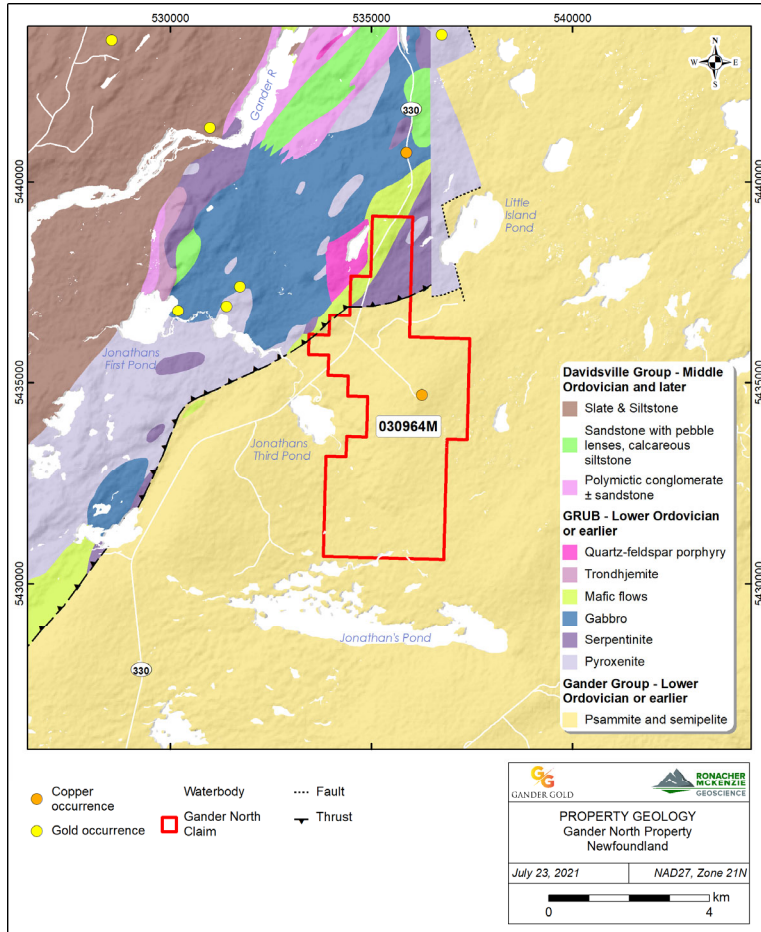 530000
535000
540000
5440000
5435000
5430000
5440000
5435000
5430000
N
W
E
S
Gander R
330
Little
Island
Pond
Jonathans
First Pond
Jonathans
Third Pond
030964M
Jonathan's Pond
330
Davidsville Group - Middle
Ordovician and later
Slate & Siltstone
Sandstone with pebble
lenses, calcareous
siltstone
Polymictic conglomerate
± sandstone
GRUB - Lower Ordovician
or earlier
Quartz-feldspar porphyry
Trondhjemite
Mafic flows
Gabbro
Serpentinite
Pyroxenite
Gander Group - Lower
Ordovician or earlier
Psammite and semipelite
Copper
occurrence
Gold occurrence
Waterbody
Gander North
Claim
Fault
Thrust
GG
GANDER GOLD
RONACHER
MCKENZIE
GEOSCIENCE
PROPERTY GEOLOGY
Gander North Property
Newfoundland
July 23, 2021
NAD27, Zone 21N
km
0
4